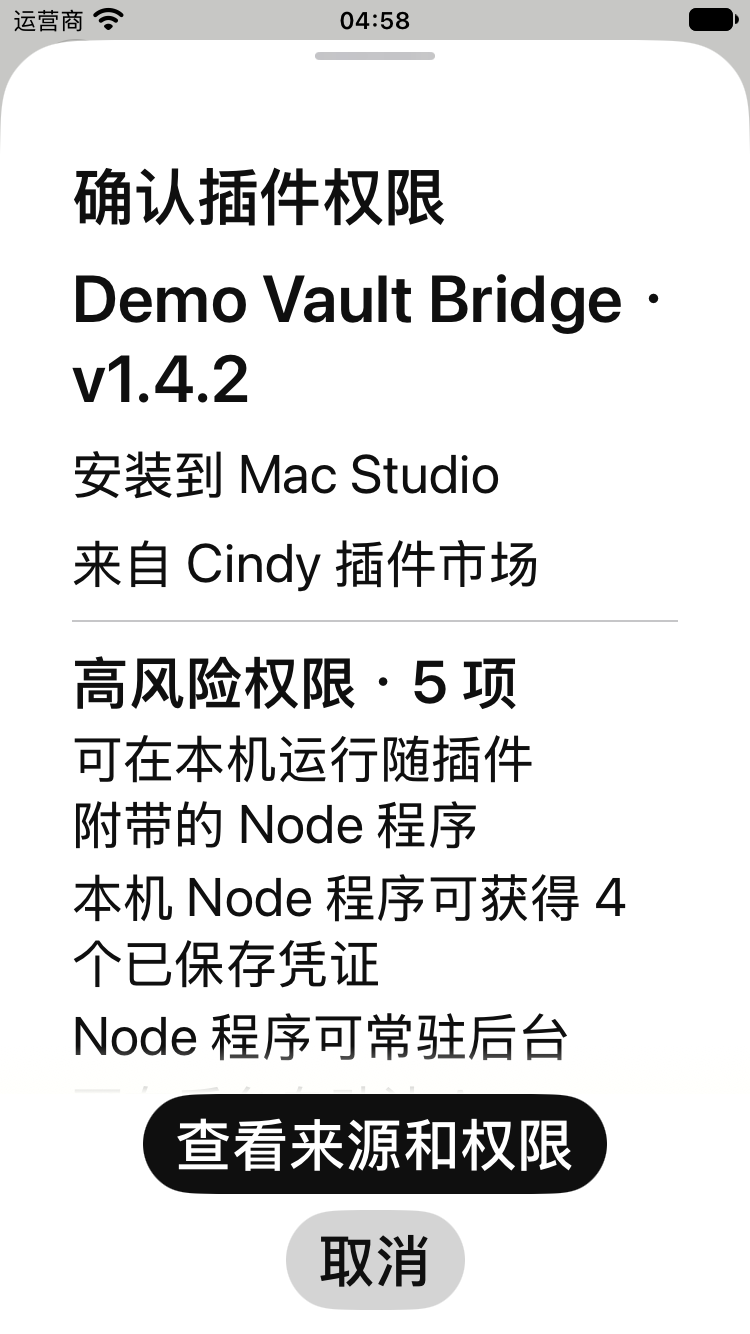 运营商
04:58
确认插件权限
Demo Vault Bridge ·
v1.4.2
安装到 Mac Studio
来自 Cindy 插件市场
高风险权限 · 5 项
可在本机运行随插件
附带的 Node 程序
本机 Node 程序可获得 4
个已保存凭证
Node 程序可常驻后台
查看来源和权限
取消